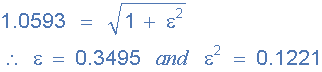 1.0593 = √(1 + ε²)
∴ ε = 0.3495 and ε² = 0.1221